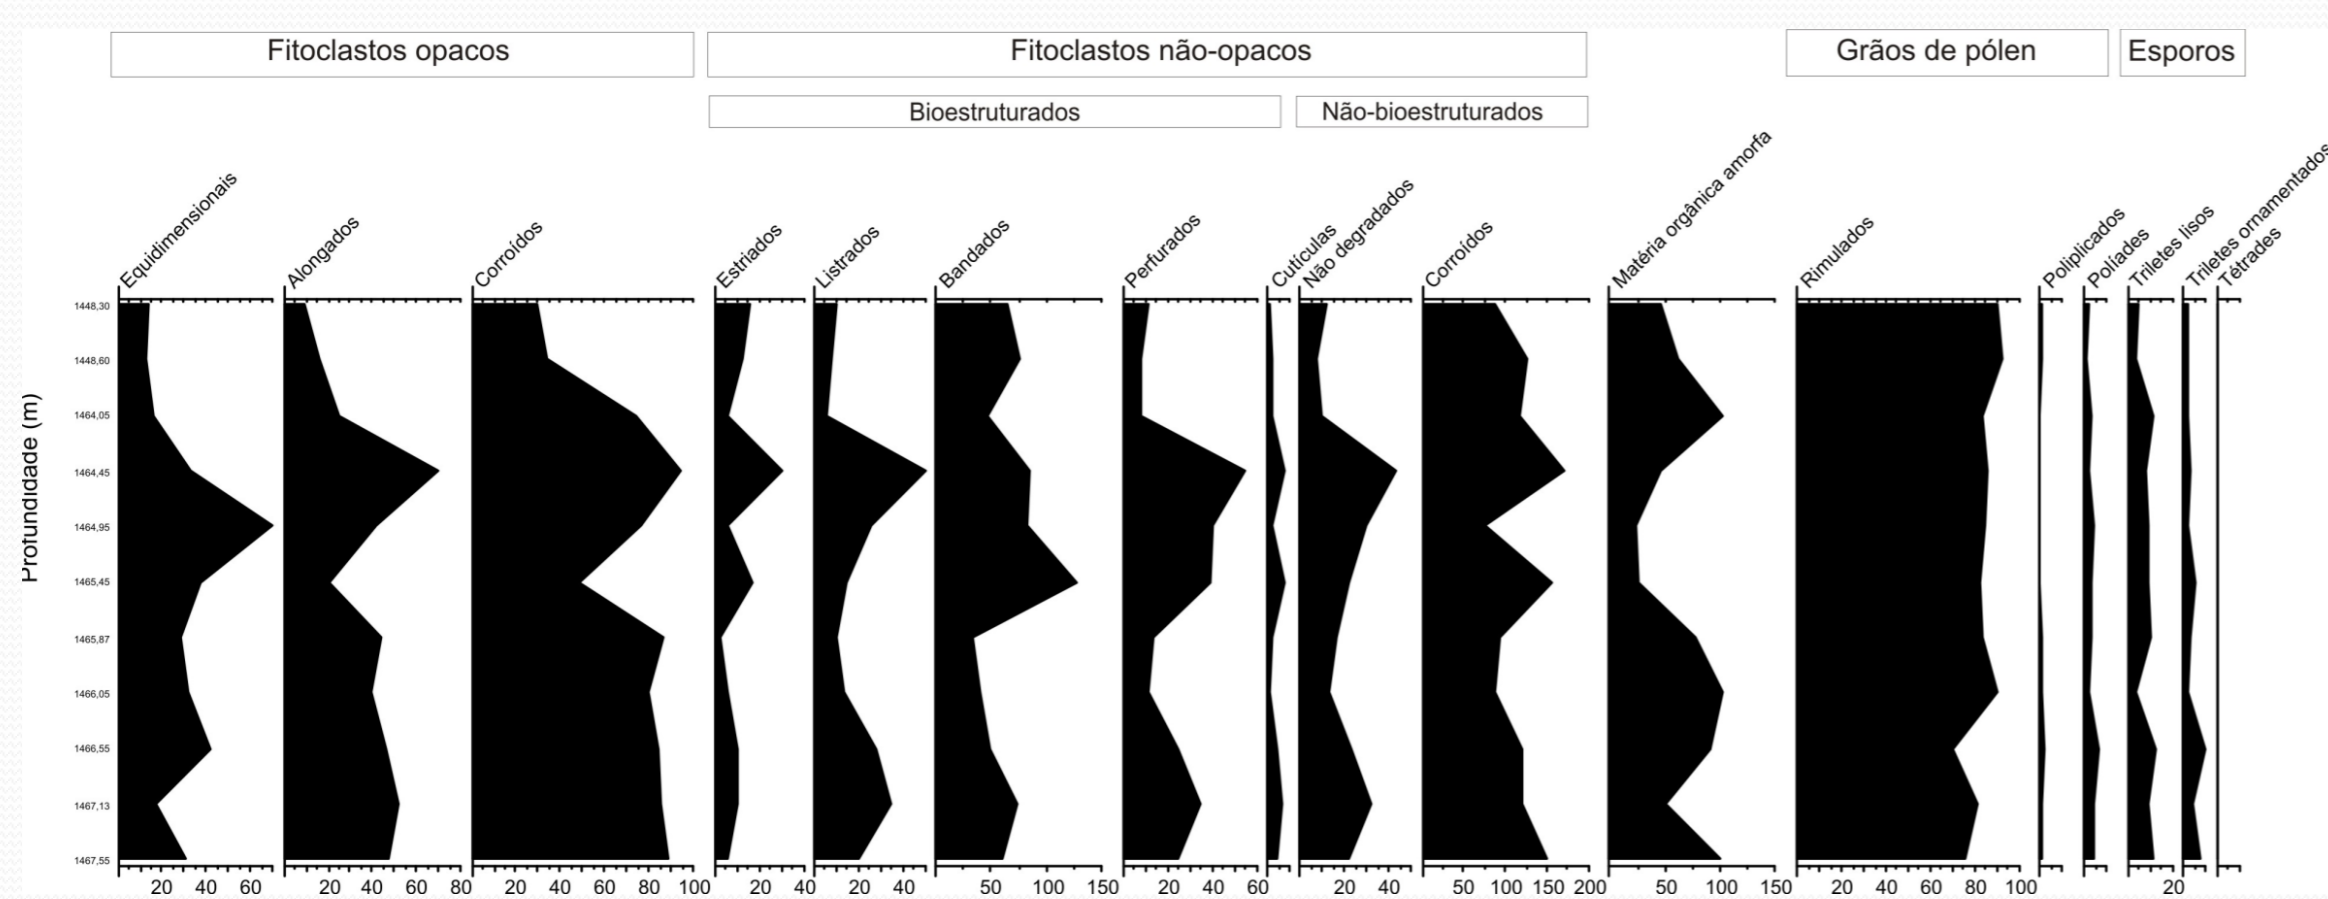 Fitoclastos opacos
Fitoclastos não-opacos
Grãos de pólen
Esporos
Bioestruturados
Não-bioestruturados
Equidimensionais
Alongados
Corroídos
Estriados
Listrados
Bandados
Perfurados
Cutículas
Não degradados
Corroídos
Matéria orgânica amorfa
Rimulados
Poliplicados
Políades
Triletes lisos
Triletes ornamentados
Tétrades
Profundidade (m)
1448,30
1448,60
1464,05
1464,45
1464,95
1465,45
1465,87
1466,05
1466,55
1467,13
1467,55
20 40 60 20 40 60 80 20 40 60 80 100 20 40 20 40 50 100 150 20 40 60 20 40 50 100 150 200 50 100 150 20 40 60 80 100 20